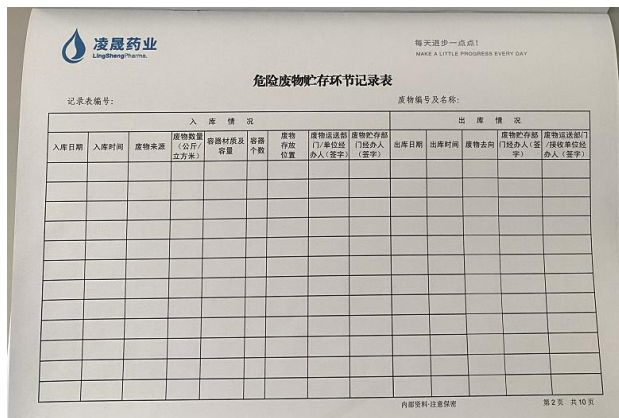 凌晟药业
LingShengPharma.
每天进步一点点!
MAKE A LITTLE PROGRESS EVERY DAY
危险废物贮存环节记录表
记录表编号: 废物编号及名称:
入 库 情 况 出 库 情 况
入库日期 入库时间 废物来源 废物数量(公斤/立方米) 容器材质及容量 容器个数 废物存放位置 废物运送部门/单位经办人(签字) 废物贮存部门经办人(签字) 出库日期 出库时间 废物去向 废物贮存部门经办人(签字) 废物运送部门/接收单位经办人(签字)
内部资料·注意保密 第2页 共10页